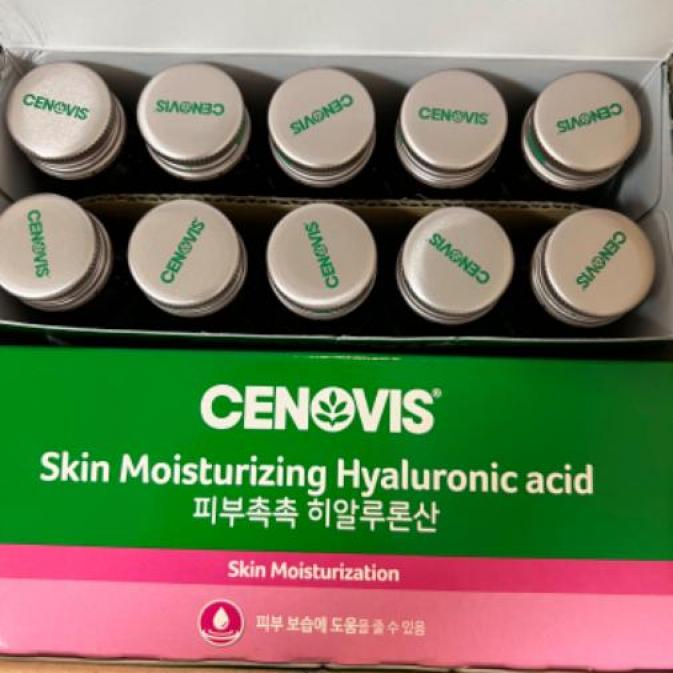 CENOVIS CENOVIS CENOVIS CENOVIS CENOVIS
CENOVIS CENOVIS CENOVIS CENOVIS CENOVIS
CENOVIS®
Skin Moisturizing Hyaluronic acid
피부촉촉 히알루론산
Skin Moisturization
피부 보습에 도움을 줄 수 있음